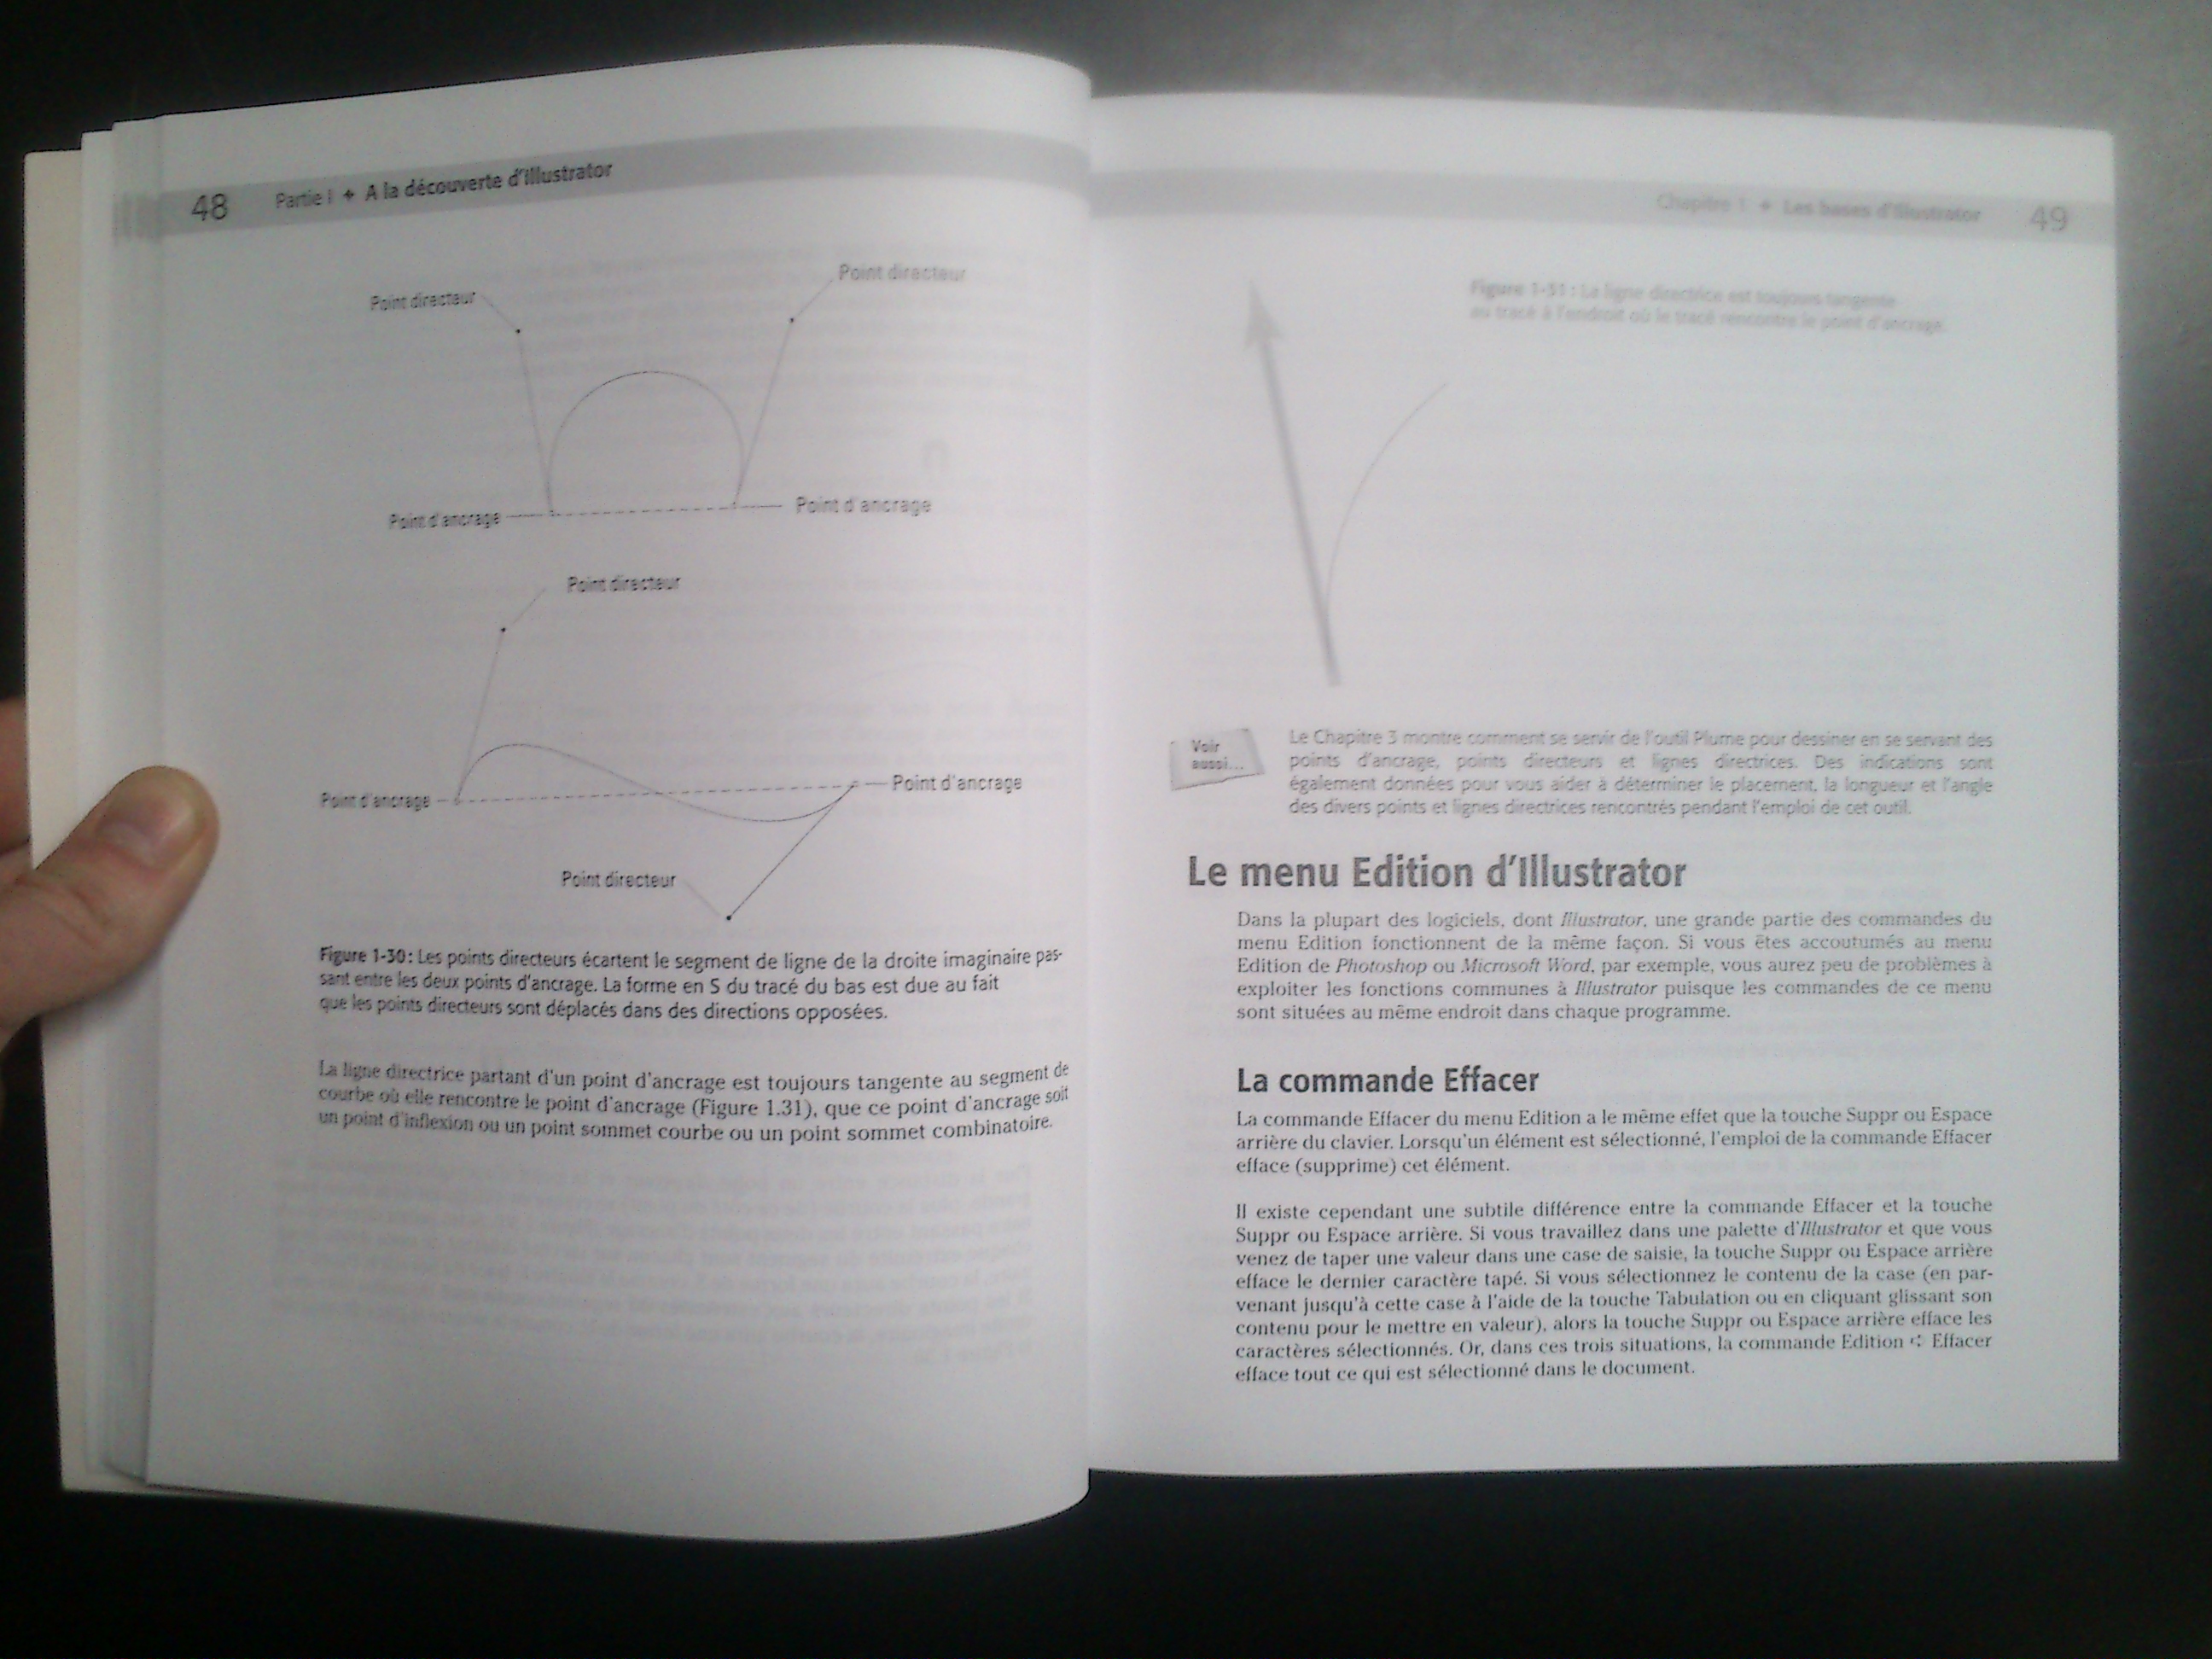 48 Partie I ✦ A la découverte d'Illustrator
Point directeur
Point directeur
Point d'ancrage
Point d'ancrage
Point directeur
Point d'ancrage
Point d'ancrage
Point directeur
Figure 1-30 : Les points directeurs écartent le segment de ligne de la droite imaginaire pas-
sant entre les deux points d'ancrage. La forme en S du tracé du bas est due au fait
que les points directeurs sont déplacés dans des directions opposées.
La ligne directrice partant d'un point d'ancrage est toujours tangente au segment de
courbe où elle rencontre le point d'ancrage (Figure 1.31), que ce point d'ancrage soit
un point d'inflexion ou un point sommet courbe ou un point sommet combinatoire.
Chapitre I ✦ Les bases d'Illustrator 49
Figure 1-31 : La ligne directrice est toujours tangente
au tracé à l'endroit où le tracé rencontre le point d'ancrage.
Voir
aussi...
Le Chapitre 3 montre comment se servir de l'outil Plume pour dessiner en se servant des
points d'ancrage, points directeurs et lignes directrices. Des indications sont
également données pour vous aider à déterminer le placement, la longueur et l'angle
des divers points et lignes directrices rencontrés pendant l'emploi de cet outil.
Le menu Edition d'Illustrator
Dans la plupart des logiciels, dont Illustrator, une grande partie des commandes du
menu Edition fonctionnent de la même façon. Si vous êtes accoutumés au menu
Edition de Photoshop ou Microsoft Word, par exemple, vous aurez peu de problèmes à
exploiter les fonctions communes à Illustrator puisque les commandes de ce menu
sont situées au même endroit dans chaque programme.
La commande Effacer
La commande Effacer du menu Edition a le même effet que la touche Suppr ou Espace
arrière du clavier. Lorsqu'un élément est sélectionné, l'emploi de la commande Effacer
efface (supprime) cet élément.
Il existe cependant une subtile différence entre la commande Effacer et la touche
Suppr ou Espace arrière. Si vous travaillez dans une palette d'Illustrator et que vous
venez de taper une valeur dans une case de saisie, la touche Suppr ou Espace arrière
efface le dernier caractère tapé. Si vous sélectionnez le contenu de la case (en par-
venant jusqu'à cette case à l'aide de la touche Tabulation ou en cliquant glissant son
contenu pour le mettre en valeur), alors la touche Suppr ou Espace arrière efface les
caractères sélectionnés. Or, dans ces trois situations, la commande Edition Effacer
efface tout ce qui est sélectionné dans le document.